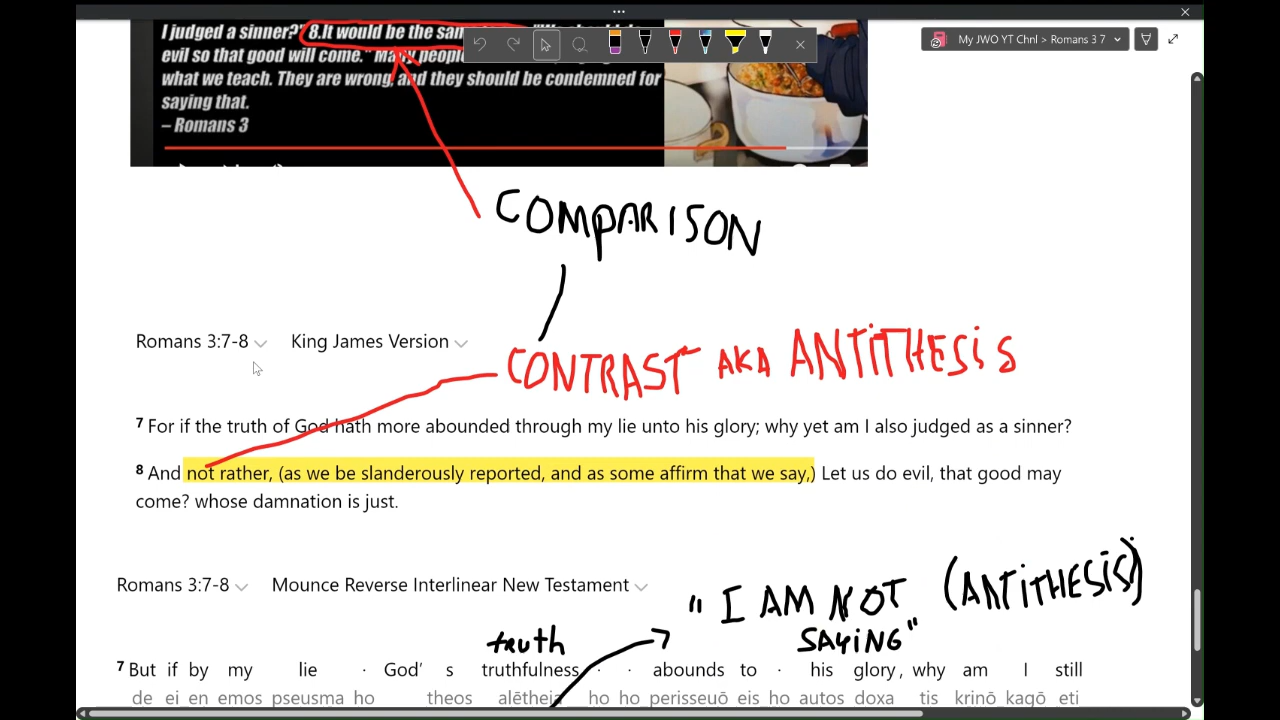 I judged a sinner?" 8.It would be the sam
evil so that good will come."
My JWO YT Chnl > Romans 3 7
what we teach. They are wrong, and they should be condemned for
saying that.
– Romans 3
COMPARISON
Romans 3:7-8 King James Version
CONTRAST AKA ANTITHESIS
7 For if the truth of God hath more abounded through my lie unto his glory; why yet am I also judged as a sinner?
8 And not rather, (as we be slanderously reported, and as some affirm that we say,) Let us do evil, that good may
come? whose damnation is just.
Romans 3:7-8 Mounce Reverse Interlinear New Testament
"I AM NOT (ANTITHESIS)
SAYING"
truth
7 But if by my lie · God' s truthfulness · · abounds to · his glory , why am I still
de ei en emos pseusma ho theos alētheia ho ho perisseuō eis ho autos doxa tis krinō kagō eti